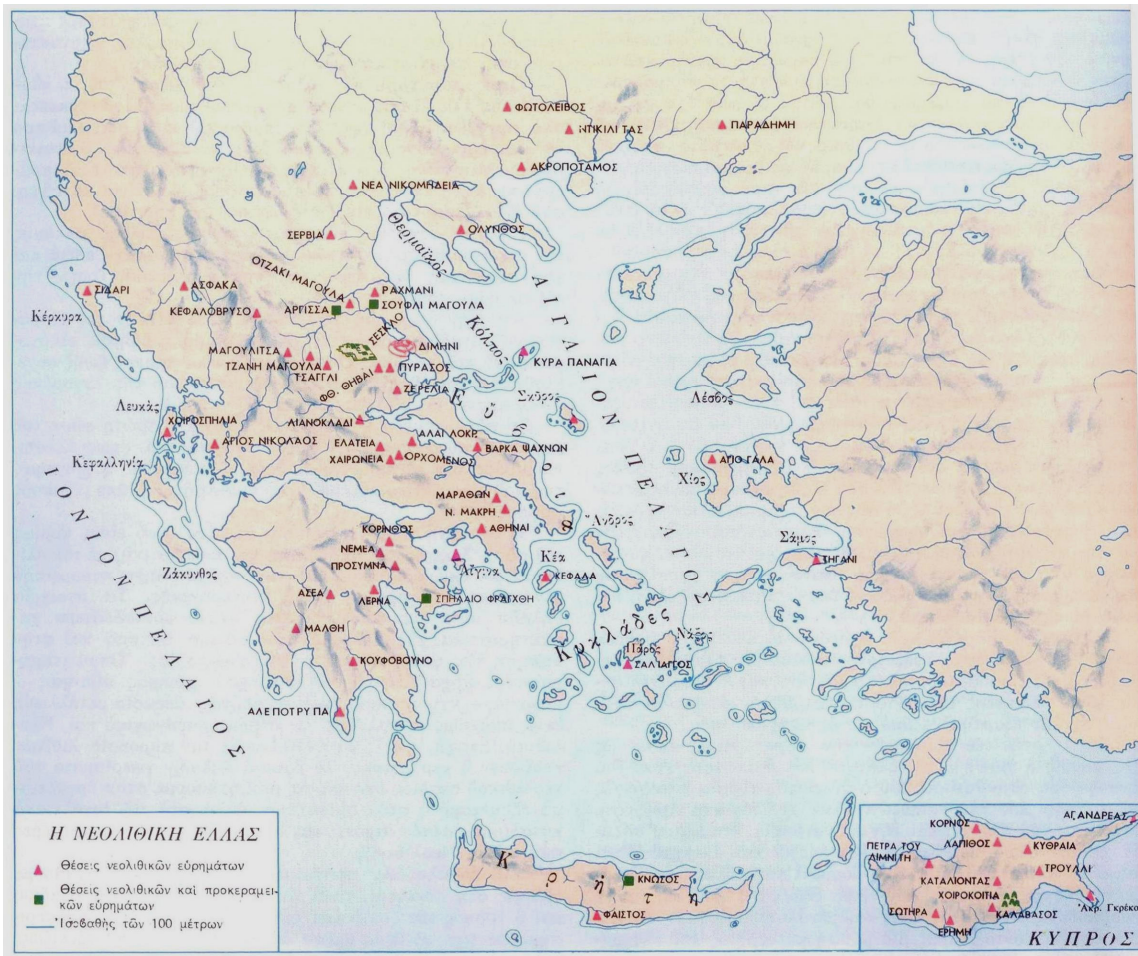 ΦΩΤΟΛΕΙΒΟΣ
ΝΤΙΚΙΛΙ ΤΑΣ
ΠΑΡΑΔΗΜΗ
ΑΚΡΟΠΟΤΑΜΟΣ
ΝΕΑ ΝΙΚΟΜΗΔΕΙΑ
ΣΕΡΒΙΑ
ΟΛΥΝΘΟΣ
Θερμαϊκὸς
Κόλπος
ΟΤΖΑΚΙ ΜΑΓΟΥΛΑ
ΡΑΧΜΑΝΙ
ΣΟΥΦΛΙ ΜΑΓΟΥΛΑ
ΑΡΓΙΣΣΑ
ΣΙΔΑΡΙ
ΑΣΦΑΚΑ
ΚΕΦΑΛΟΒΡΥΣΟ
Κέρκυρα
ΣΕΣΚΛΟ
ΔΙΜΗΝΙ
ΜΑΓΟΥΛΙΤΣΑ
ΤΖΑΝΗ ΜΑΓΟΥΛΑ
ΤΣΑΓΓΛΙ
ΦΘ. ΘΗΒΑΙ
ΠΥΡΑΣΟΣ
ΖΕΡΕΛΙΑ
ΚΥΡΑ ΠΑΝΑΓΙΑ
ΑΙΓΑΙΟΝ ΠΕΛΑΓΟΣ
Σκῦρος
Λέσβος
Εὔβοια
Λευκὰς
ΧΟΙΡΟΣΠΗΛΙΑ
ΑΓΙΟΣ ΝΙΚΟΛΑΟΣ
ΛΙΑΝΟΚΛΑΔΙ
ΕΛΑΤΕΙΑ
ΑΛΑΙ ΛΟΚΡ.
ΧΑΙΡΩΝΕΙΑ
ΟΡΧΟΜΕΝΟΣ
ΒΑΡΚΑ ΨΑΧΝΩΝ
Κεφαλληνία
ΑΓΙΟ ΓΑΛΑ
Χίος
ΜΑΡΑΘΩΝ
Ν. ΜΑΚΡΗ
ΑΘΗΝΑΙ
Ἄνδρος
ΙΟΝΙΟΝ ΠΕΛΑΓΟΣ
Ζάκυνθος
ΚΟΡΙΝΘΟΣ
ΝΕΜΕΑ
ΠΡΟΣΥΜΝΑ
Αἴγινα
Κέα
ΚΕΦΑΛΑ
Σάμος
ΤΗΓΑΝΙ
ΑΣΕΑ
ΛΕΡΝΑ
ΣΠΗΛΑΙΟ ΦΡΑΓΧΘΗ
ΜΑΛΘΗ
Κυκλάδες
Νάξος
Πάρος
ΣΑΛΙΑΓΓΟΣ
ΚΟΥΦΟΒΟΥΝΟ
ΑΛΕΠΟΤΡΥΠΑ
Κρήτη
ΚΝΩΣΟΣ
ΦΑΙΣΤΟΣ
Η ΝΕΟΛΙΘΙΚΗ ΕΛΛΑΣ
Θέσεις νεολιθικῶν εὑρημάτων
Θέσεις νεολιθικῶν καὶ προκεραμει-
κῶν εὑρημάτων
Ἰσοβαθὴς τῶν 100 μέτρων
ΑΓ. ΑΝΔΡΕΑΣ
ΚΟΡΝΟΣ
ΛΑΠΙΘΟΣ
ΚΥΘΡΑΙΑ
ΠΕΤΡΑ ΤΟΥ
ΛΙΜΝΙΤΗ
ΤΡΟΥΛΛΙ
ΚΑΤΑΛΙΟΝΤΑΣ
ΧΟΙΡΟΚΟΙΤΙΑ
Ἀκρ. Γκρέκο
ΣΩΤΗΡΑ
ΚΑΛΑΒΑΣΟΣ
ΕΡΗΜΗ
ΚΥΠΡΟΣ